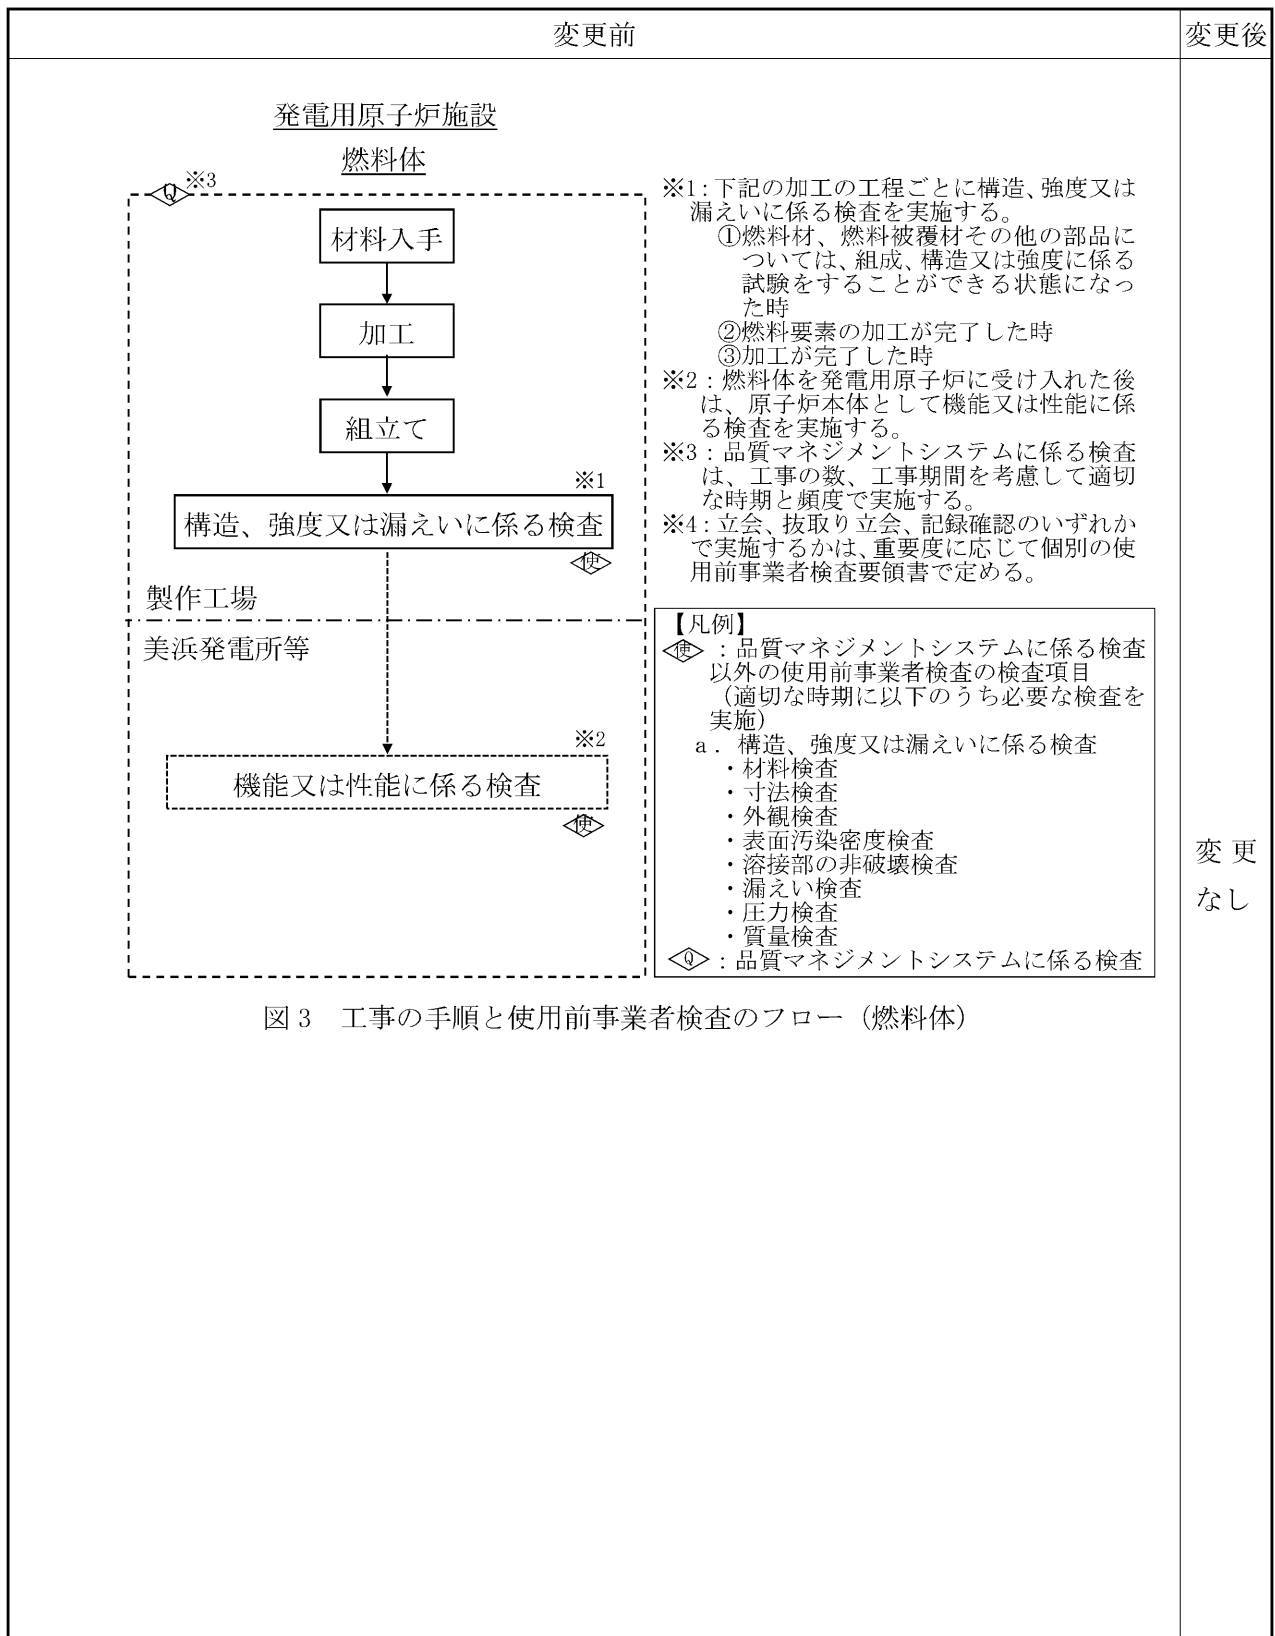 変更前
変更後
発電用原子炉施設
燃料体
Q
※3
材料入手
加工
組立て
※1
構造、強度又は漏えいに係る検査
使
製作工場
美浜発電所等
※2
機能又は性能に係る検査
使
※1：下記の加工の工程ごとに構造、強度又は
漏えいに係る検査を実施する。
①燃料材、燃料被覆材その他の部品に
ついては、組成、構造又は強度に係る
試験をすることができる状態になっ
た時
②燃料要素の加工が完了した時
③加工が完了した時
※2：燃料体を発電用原子炉に受け入れた後
は、原子炉本体として機能又は性能に係
る検査を実施する。
※3：品質マネジメントシステムに係る検査
は、工事の数、工事期間を考慮して適切
な時期と頻度で実施する。
※4：立会、抜取り立会、記録確認のいずれか
で実施するかは、重要度に応じて個別の使
用前事業者検査要領書で定める。
【凡例】
使：品質マネジメントシステムに係る検査
以外の使用前事業者検査の検査項目
（適切な時期に以下のうち必要な検査を
実施）
a．構造、強度又は漏えいに係る検査
・材料検査
・寸法検査
・外観検査
・表面汚染密度検査
・溶接部の非破壊検査
・漏えい検査
・圧力検査
・質量検査
Q：品質マネジメントシステムに係る検査
図3　工事の手順と使用前事業者検査のフロー（燃料体）
変更
なし